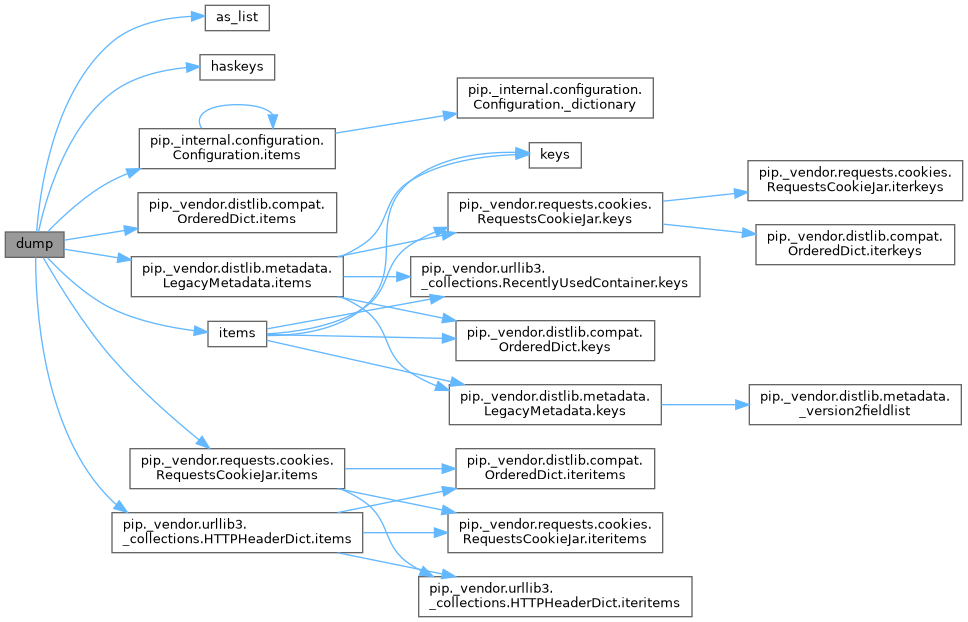 as_list
haskeys
pip._internal.configuration.
Configuration._dictionary
pip._internal.configuration.
Configuration.items
keys
pip._vendor.requests.cookies.
RequestsCookieJar.iterkeys
pip._vendor.distlib.compat.
OrderedDict.items
pip._vendor.requests.cookies.
RequestsCookieJar.keys
dump
pip._vendor.distlib.compat.
OrderedDict.iterkeys
pip._vendor.distlib.metadata.
LegacyMetadata.items
pip._vendor.urllib3.
_collections.RecentlyUsedContainer.keys
items
pip._vendor.distlib.compat.
OrderedDict.keys
pip._vendor.distlib.metadata.
LegacyMetadata.keys
pip._vendor.distlib.metadata.
_version2fieldlist
pip._vendor.requests.cookies.
RequestsCookieJar.items
pip._vendor.distlib.compat.
OrderedDict.iteritems
pip._vendor.urllib3.
_collections.HTTPHeaderDict.items
pip._vendor.requests.cookies.
RequestsCookieJar.iteritems
pip._vendor.urllib3.
_collections.HTTPHeaderDict.iteritems